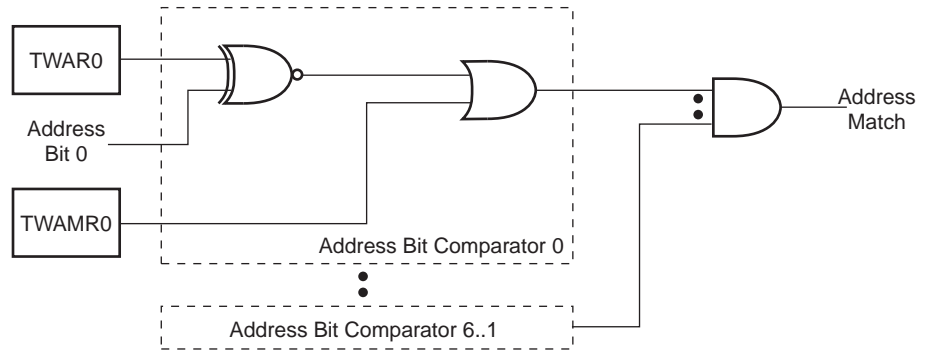 TWAR0
Address
Bit 0
TWAMR0
Address Bit Comparator 0
Address Bit Comparator 6..1
Address
Match